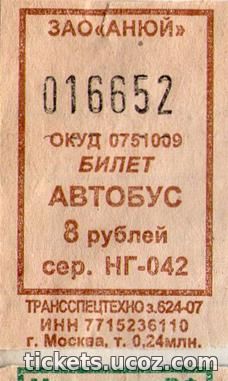 ЗАО«АНЮЙ»
016652
ОКУД 0751009
БИЛЕТ
АВТОБУС
8 рублей
сер. НГ-042
ТРАНССПЕЦТЕХНО з.624-07
ИНН 7715236110
г. Москва, т. 0,24млн.
tickets.ucoz.com